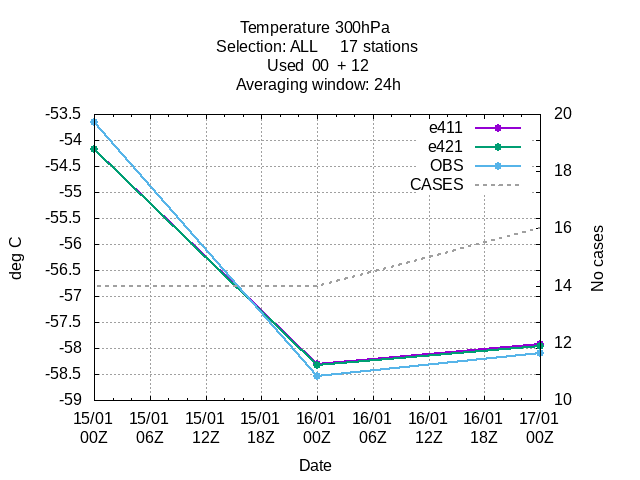 Temperature 300hPa
Selection: ALL     17 stations
Used  00  + 12
Averaging window: 24h
-53.5
-54
-54.5
-55
-55.5
-56
-56.5
-57
-57.5
-58
-58.5
-59
deg C
e411
e421
OBS
CASES
20
18
16
14
12
10
No cases
15/01 15/01 15/01 15/01 16/01 16/01 16/01 16/01 17/01
00Z 06Z 12Z 18Z 00Z 06Z 12Z 18Z 00Z
Date